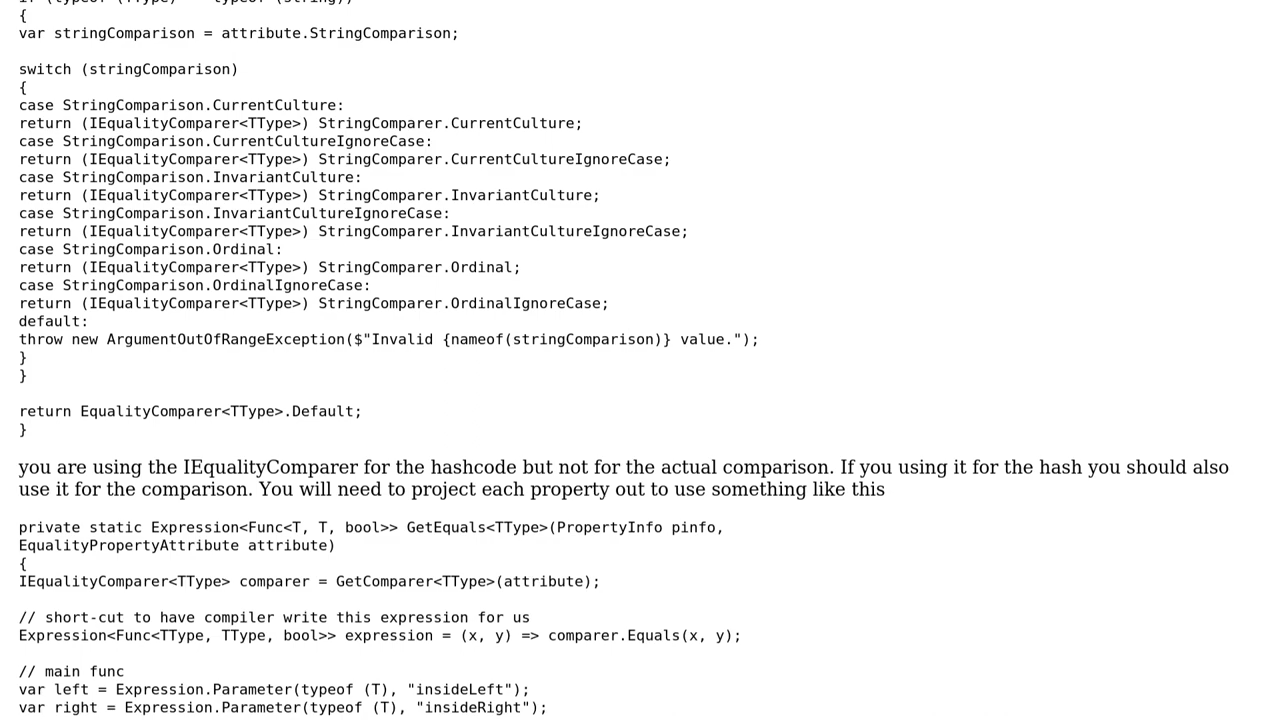 {
var stringComparison = attribute.StringComparison;
switch (stringComparison)
{
case StringComparison.CurrentCulture:
return (IEqualityComparer<TType>) StringComparer.CurrentCulture;
case StringComparison.CurrentCultureIgnoreCase:
return (IEqualityComparer<TType>) StringComparer.CurrentCultureIgnoreCase;
case StringComparison.InvariantCulture:
return (IEqualityComparer<TType>) StringComparer.InvariantCulture;
case StringComparison.InvariantCultureIgnoreCase:
return (IEqualityComparer<TType>) StringComparer.InvariantCultureIgnoreCase;
case StringComparison.Ordinal:
return (IEqualityComparer<TType>) StringComparer.Ordinal;
case StringComparison.OrdinalIgnoreCase:
return (IEqualityComparer<TType>) StringComparer.OrdinalIgnoreCase;
default:
throw new ArgumentOutOfRangeException($"Invalid {nameof(stringComparison)} value.");
}
}
return EqualityComparer<TType>.Default;
}
you are using the IEqualityComparer for the hashcode but not for the actual comparison. If you using it for the hash you should also
use it for the comparison. You will need to project each property out to use something like this
private static Expression<Func<T, T, bool>> GetEquals<TType>(PropertyInfo pinfo,
EqualityPropertyAttribute attribute)
{
IEqualityComparer<TType> comparer = GetComparer<TType>(attribute);
// short-cut to have compiler write this expression for us
Expression<Func<TType, TType, bool>> expression = (x, y) => comparer.Equals(x, y);
// main func
var left = Expression.Parameter(typeof (T), "insideLeft");
var right = Expression.Parameter(typeof (T), "insideRight");